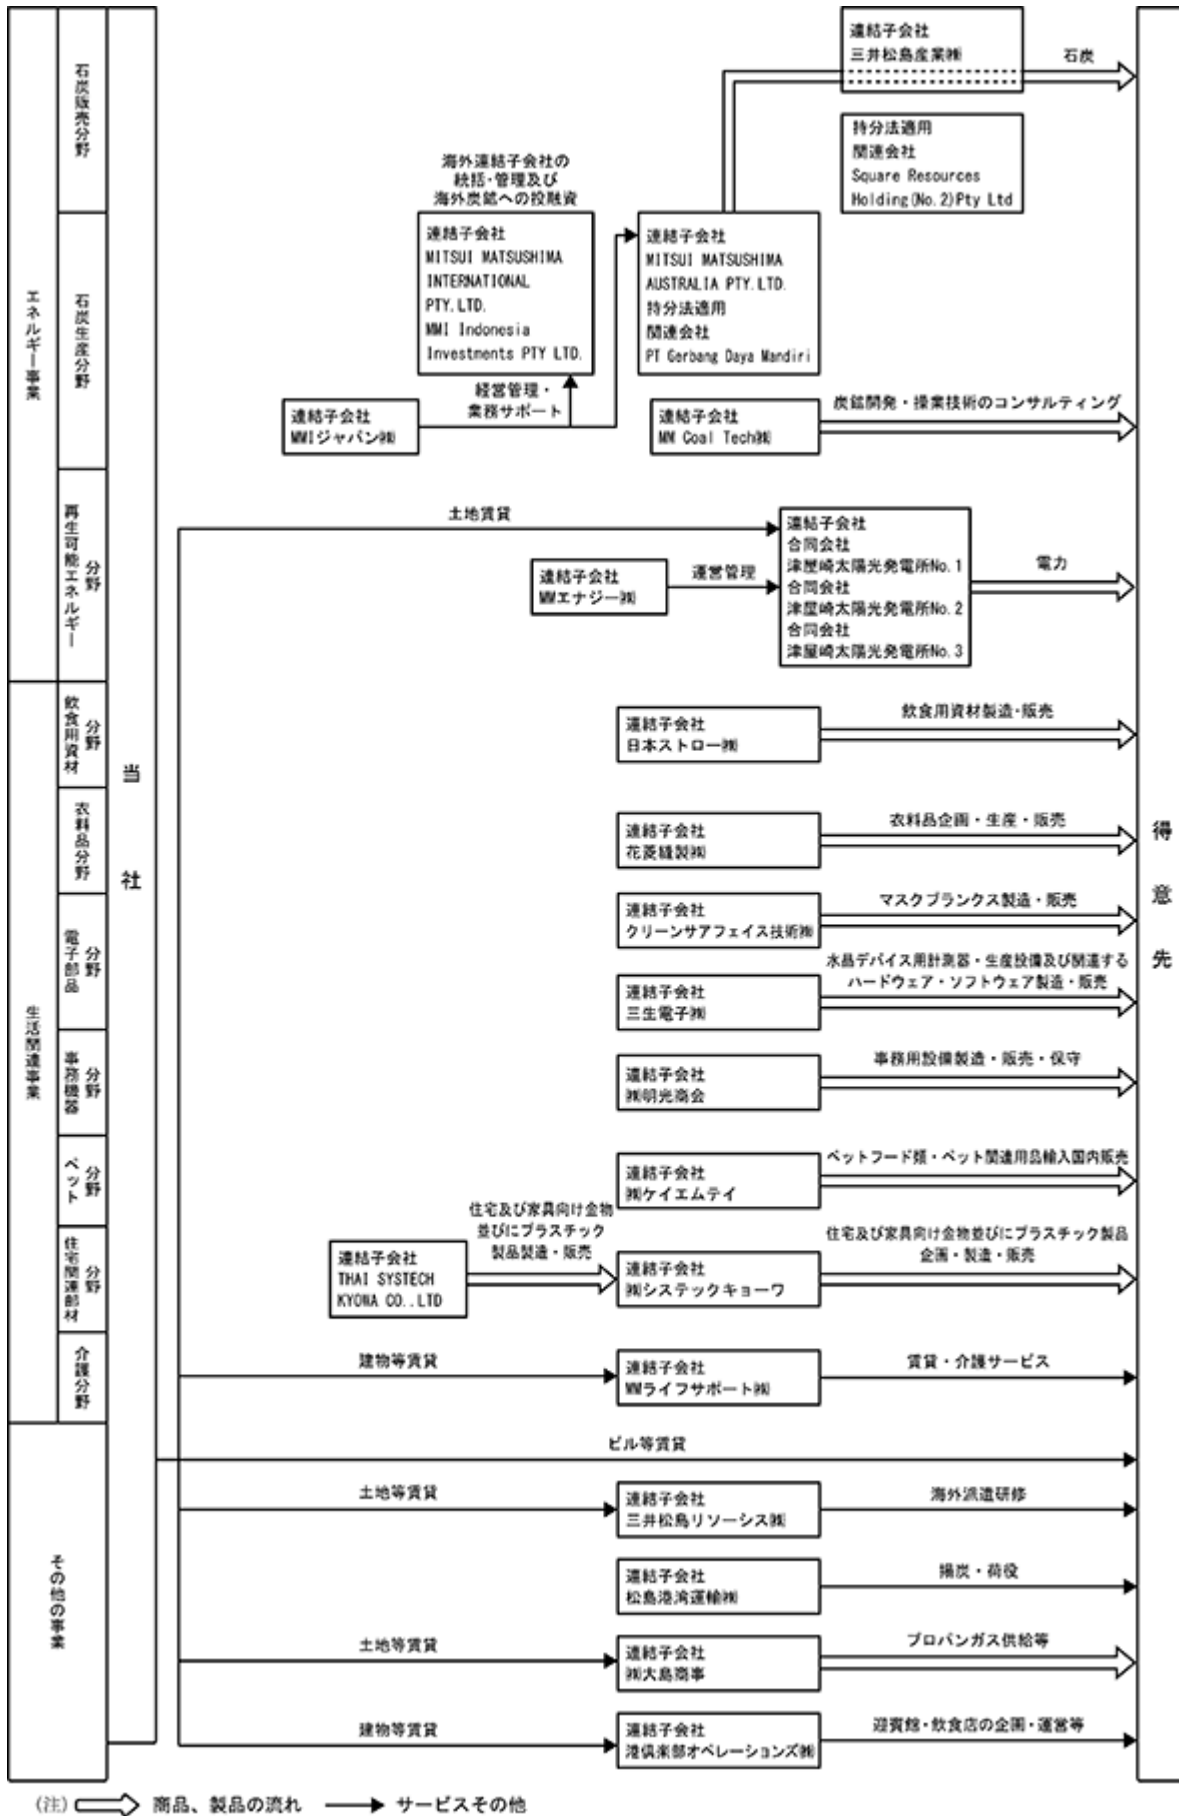 連結子会社
三井松島産業㈱
石炭
持分法適用
関連会社
Square Resources
Holding(No.2)Pty Ltd
石炭販売分野
海外連結子会社の
統括・管理及び
海外炭鉱への投融資
連結子会社
MITSUI MATSUSHIMA
INTERNATIONAL
PTY.LTD.
MMI Indonesia
Investments PTY LTD.
連結子会社
MITSUI MATSUSHIMA
AUSTRALIA PTY.LTD.
持分法適用
関連会社
PT Gerbang Daya Mandiri
エネルギー事業
石炭生産分野
経営管理・
業務サポート
連結子会社
MMIジャパン㈱
連結子会社
MM Coal Tech㈱
炭鉱開発・操業技術のコンサルティング
再生可能エネルギー
分野
土地賃貸
連結子会社
MMエナジー㈱
運営管理
連結子会社
合同会社
津屋崎太陽光発電所No.1
合同会社
津屋崎太陽光発電所No.2
合同会社
津屋崎太陽光発電所No.3
電力
当社
得意先
生活関連事業
飲食用資材
分野
連結子会社
日本ストロー㈱
飲食用資材製造・販売
衣料品分野
連結子会社
花菱縫製㈱
衣料品企画・生産・販売
電子部品
分野
連結子会社
クリーンサアフェイス技術㈱
マスクブランクス製造・販売
連結子会社
三生電子㈱
水晶デバイス用計測器・生産設備及び関連する
ハードウェア・ソフトウェア製造・販売
事務機器
分野
連結子会社
㈱明光商会
事務用設備製造・販売・保守
ペット
分野
連結子会社
㈱ケイエムテイ
ペットフード類・ペット関連用品輸入国内販売
住宅関連部材
分野
連結子会社
THAI SYSTECH
KYOWA CO.,LTD
住宅及び家具向け金物
並びにプラスチック
製品製造・販売
連結子会社
㈱システックキョーワ
住宅及び家具向け金物並びにプラスチック製品
企画・製造・販売
介護分野
建物等賃貸
連結子会社
MMライフサポート㈱
賃貸・介護サービス
その他の事業
ビル等賃貸
土地等賃貸
連結子会社
三井松島リソーシス㈱
海外派遣研修
連結子会社
松島港湾運輸㈱
揚炭・荷役
土地等賃貸
連結子会社
㈱大島商事
プロパンガス供給等
建物等賃貸
連結子会社
港倶楽部オペレーションズ㈱
迎賓館・飲食店の企画・運営等
(注) 商品、製品の流れ サービスその他